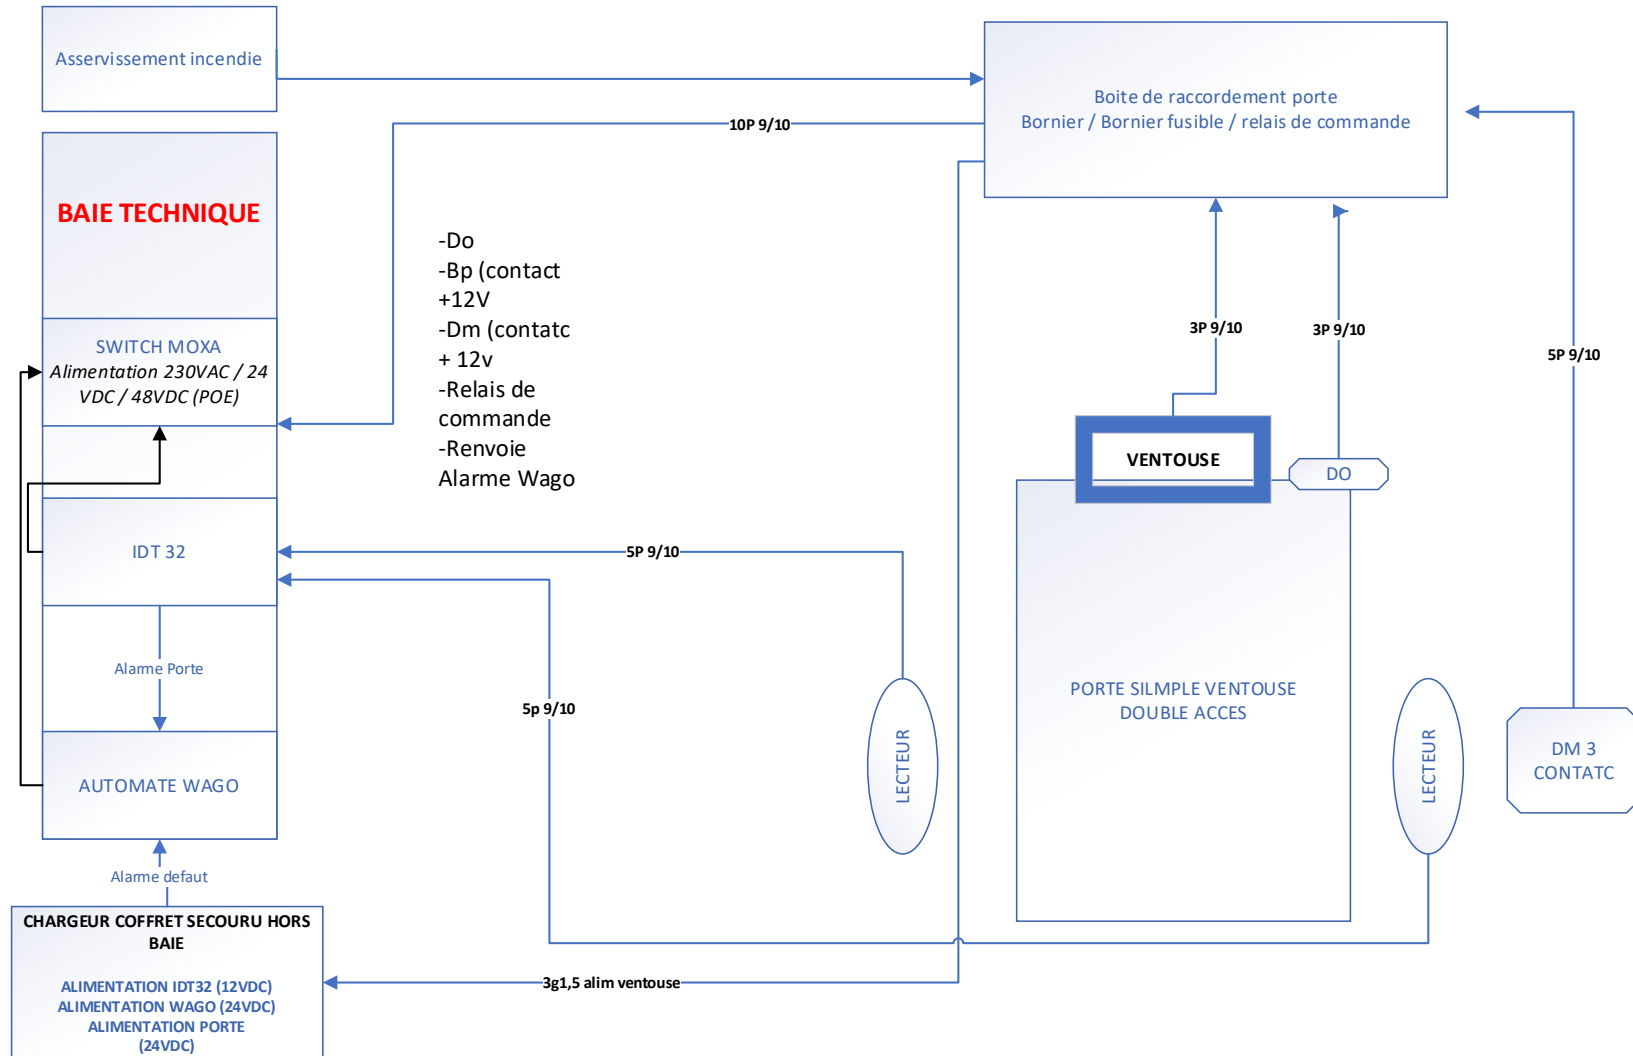 Asservissement incendie
Boite de raccordement porte
Bornier / Bornier fusible / relais de commande
10P 9/10
BAIE TECHNIQUE
-Do
-Bp (contact
+12V
-Dm (contatc
+ 12v
-Relais de
commande
-Renvoie
Alarme Wago
SWITCH MOXA
Alimentation 230VAC / 24
VDC / 48VDC (POE)
3P 9/10
3P 9/10
5P 9/10
VENTOUSE
DO
IDT 32
5P 9/10
Alarme Porte
5p 9/10
PORTE SILMPLE VENTOUSE
DOUBLE ACCES
LECTEUR
LECTEUR
DM 3
CONTATC
AUTOMATE WAGO
Alarme defaut
CHARGEUR COFFRET SECOURU HORS
BAIE
ALIMENTATION IDT32 (12VDC)
ALIMENTATION WAGO (24VDC)
ALIMENTATION PORTE
(24VDC)
3g1,5 alim ventouse